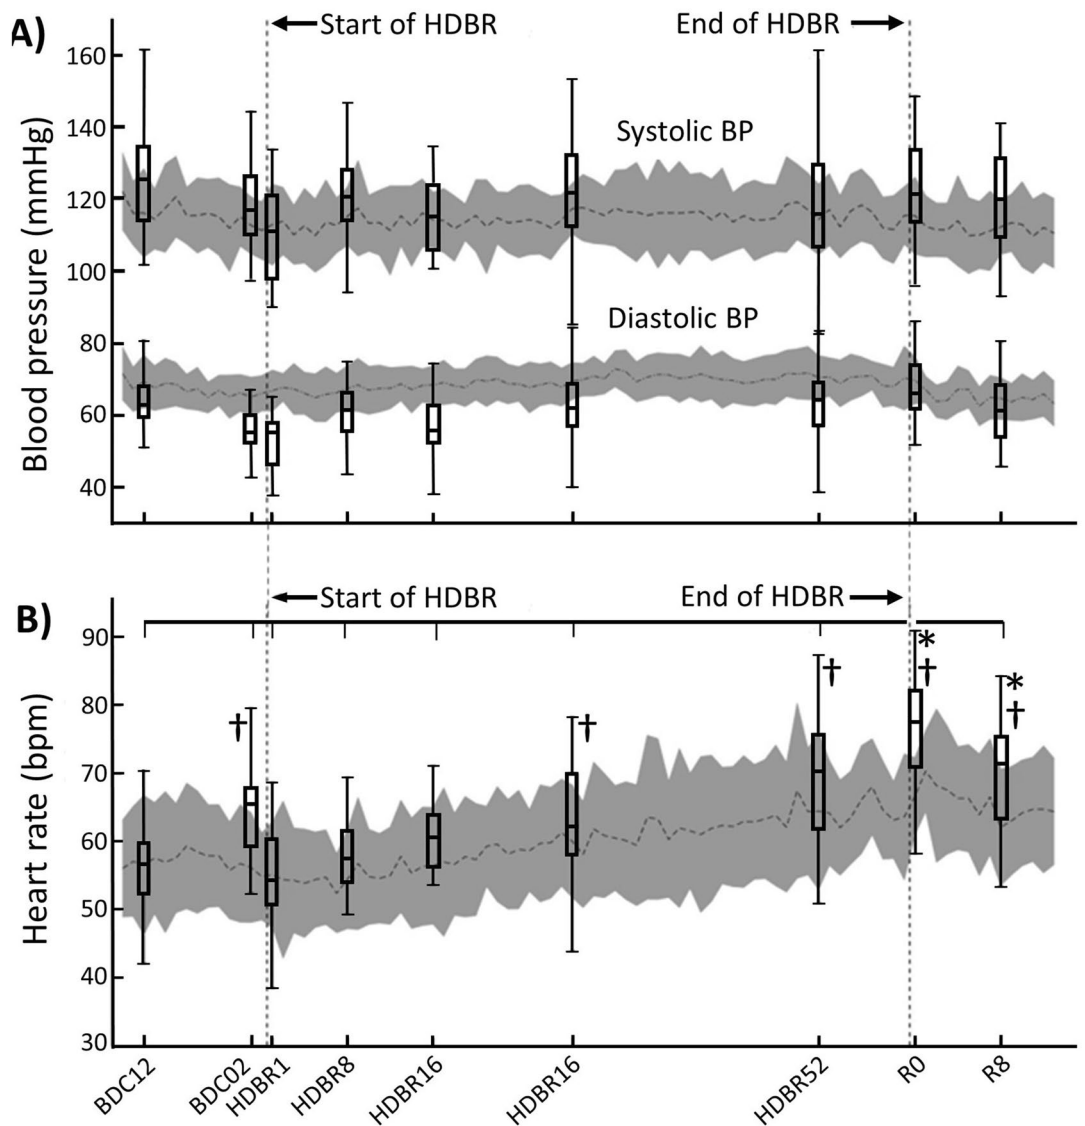 A)
Start of HDBR
End of HDBR
Blood pressure (mmHg)
160
140
120
100
80
60
40
Systolic BP
Diastolic BP
B)
Start of HDBR
End of HDBR
Heart rate (bpm)
90
80
70
60
50
40
30
†
†
†
*
†
*
†
BDC12
BDC02
HDBR1
HDBR8
HDBR16
HDBR16
HDBR52
R0
R8